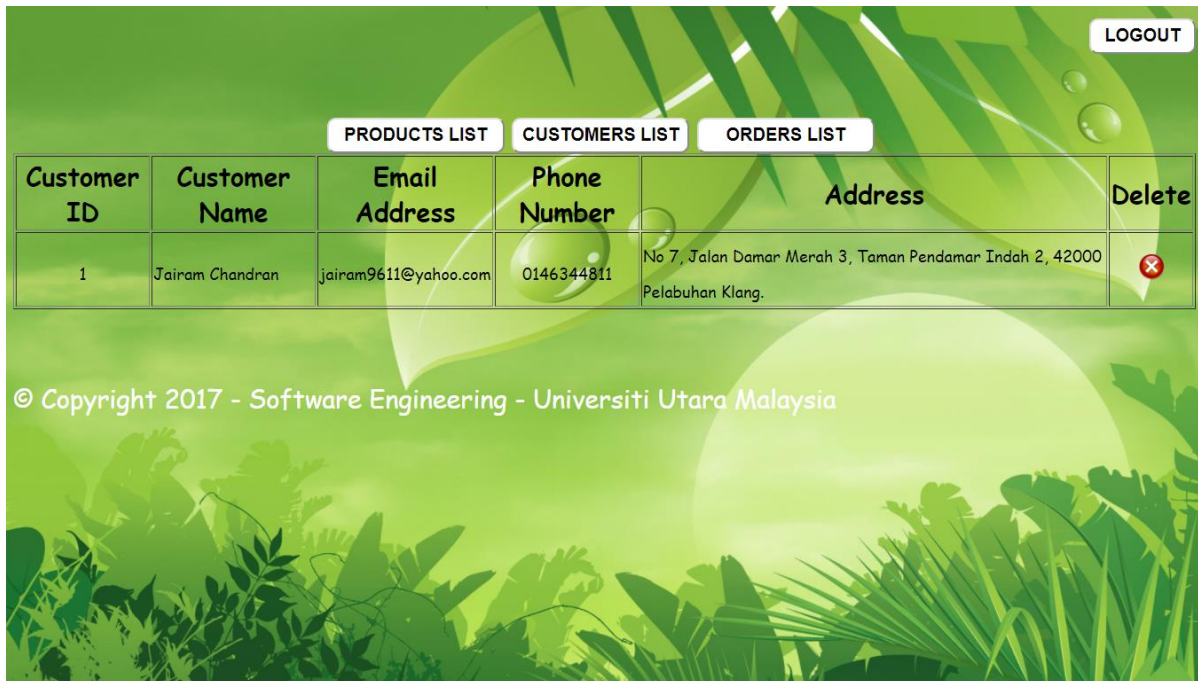 LOGOUT
PRODUCTS LIST CUSTOMERS LIST ORDERS LIST
Customer ID Customer Name Email Address Phone Number Address Delete
1 Jairam Chandran jairam9611@yahoo.com 0146344811 No 7, Jalan Damar Merah 3, Taman Pendamar Indah 2, 42000
Pelabuhan Klang.
© Copyright 2017 - Software Engineering - Universiti Utara Malaysia